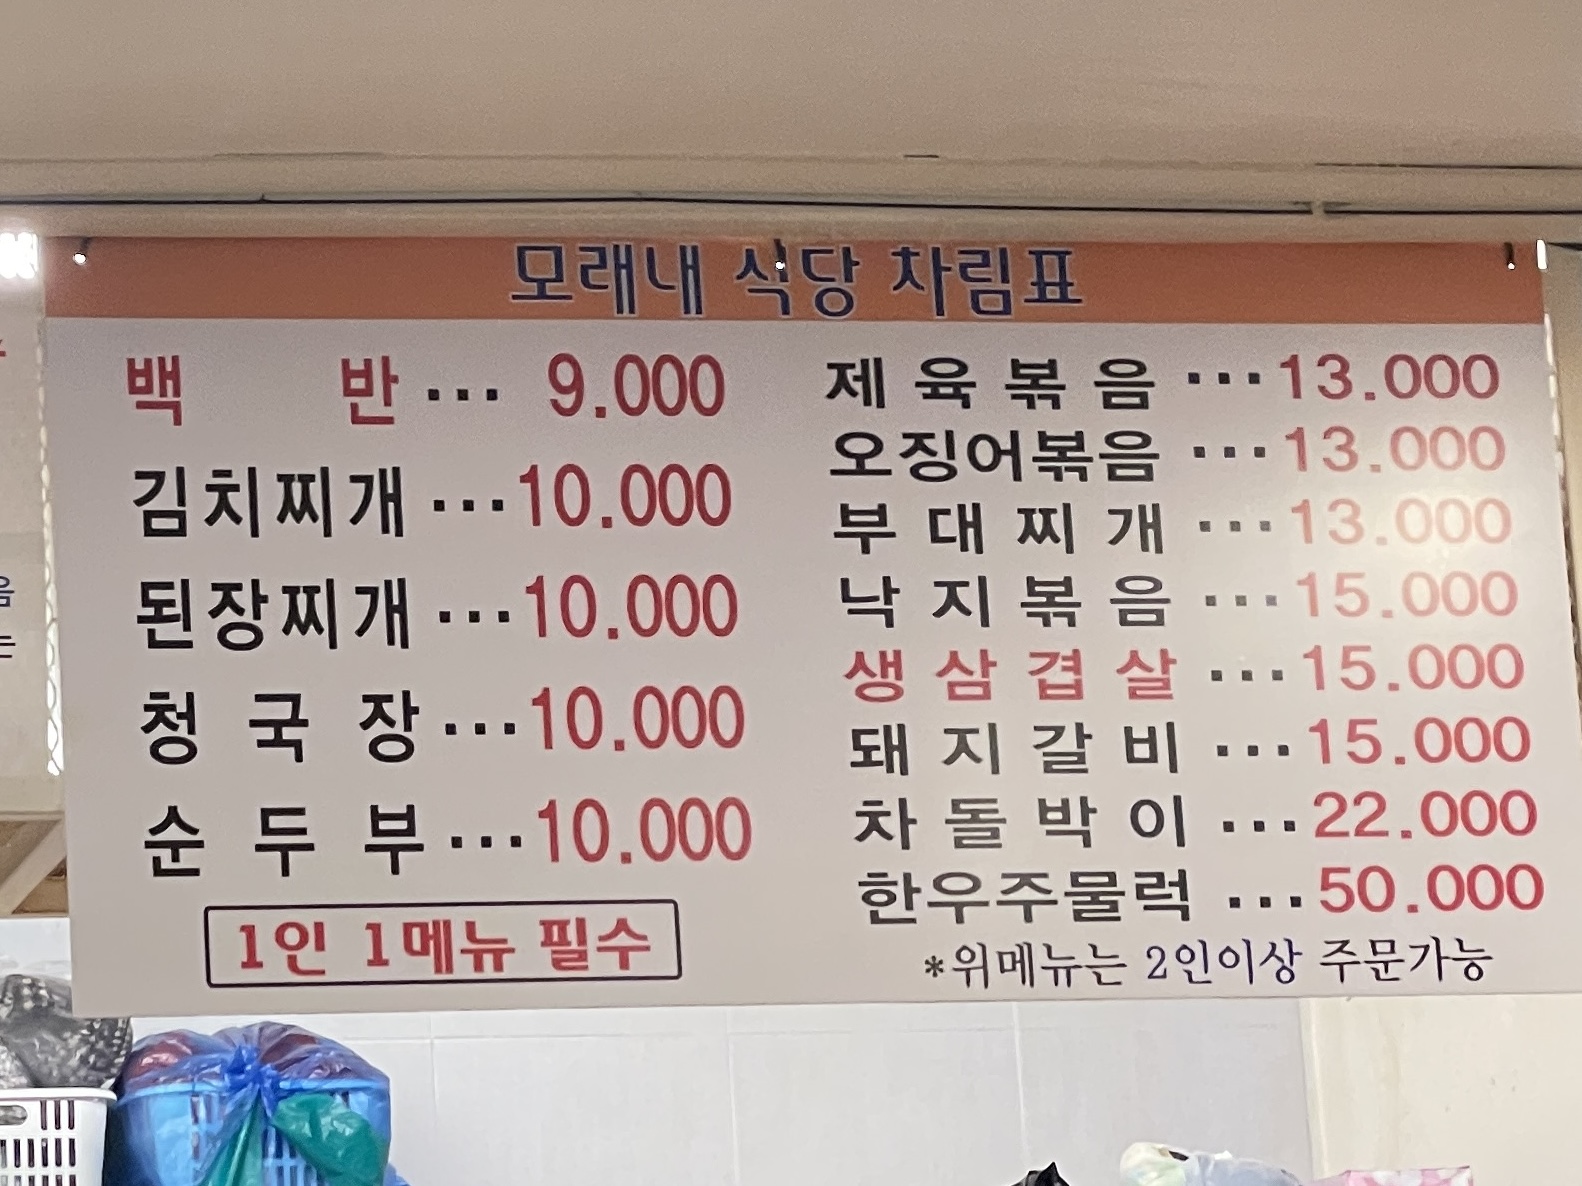 모래내 식당 차림표
백 반 ... 9.000
김치찌개 ...10.000
된장찌개 ...10.000
청 국 장 ...10.000
순 두 부 ...10.000
1인 1메뉴 필수
제 육 볶 음 ...13.000
오징어볶음 ...13.000
부 대 찌 개 ...13.000
낙 지 볶 음 ...15.000
생 삼 겹 살 ...15.000
돼 지 갈 비 ...15.000
차 돌 박 이 ...22.000
한우주물럭 ...50.000
*위메뉴는 2인이상 주문가능
음
는